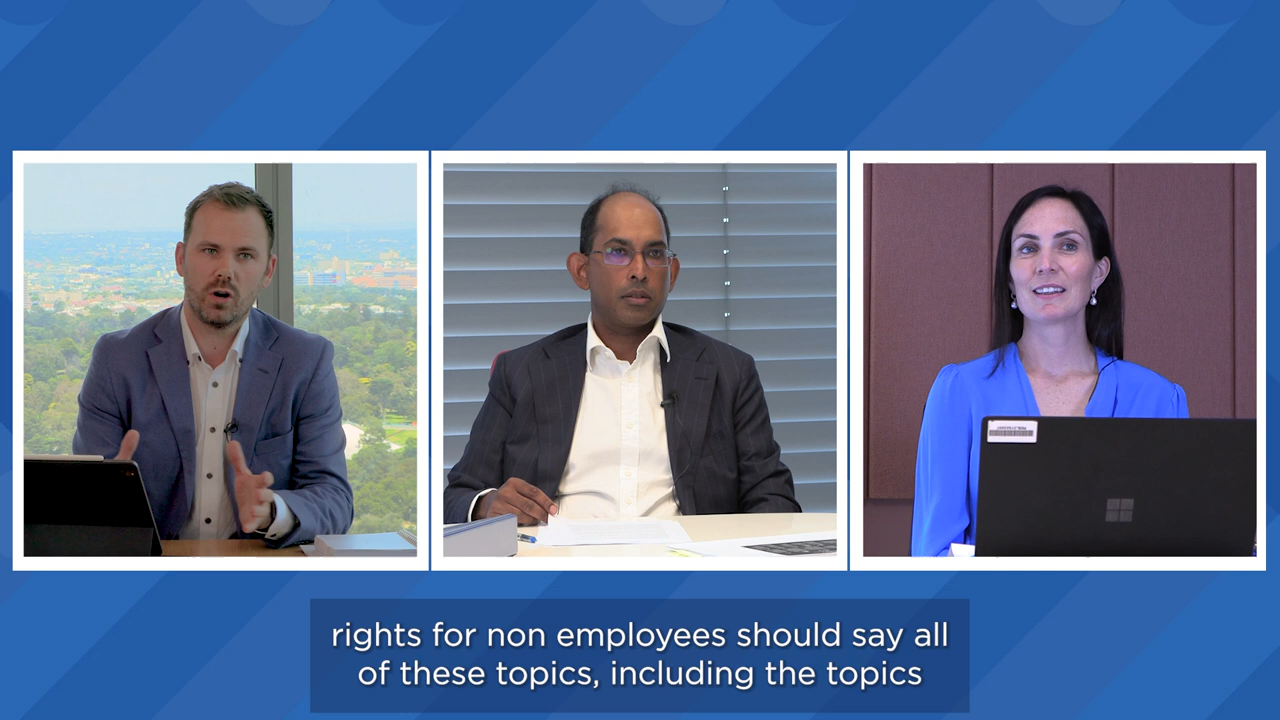 rights for non employees should say all
of these topics, including the topics